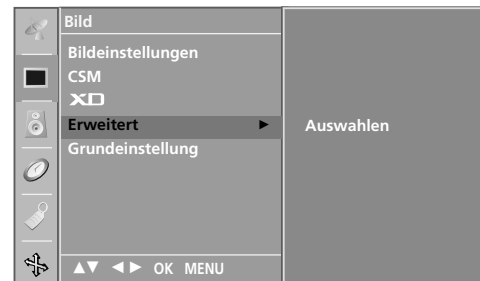 Bild
Bildeinstellungen
CSM
XD
Erweitert ► Auswahlen
Grundeinstellung
▲▼ ◄► OK MENU